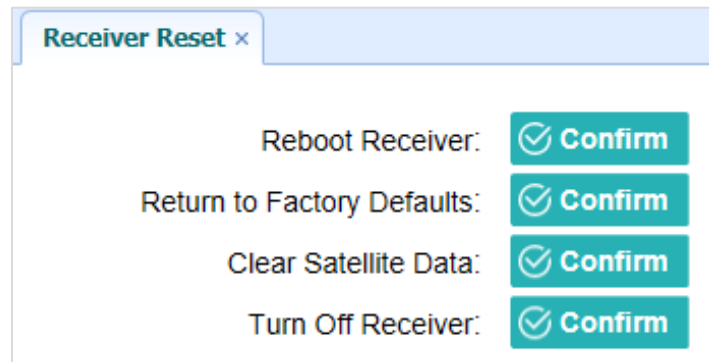 Receiver Reset ×
Reboot Receiver: Confirm
Return to Factory Defaults: Confirm
Clear Satellite Data: Confirm
Turn Off Receiver: Confirm